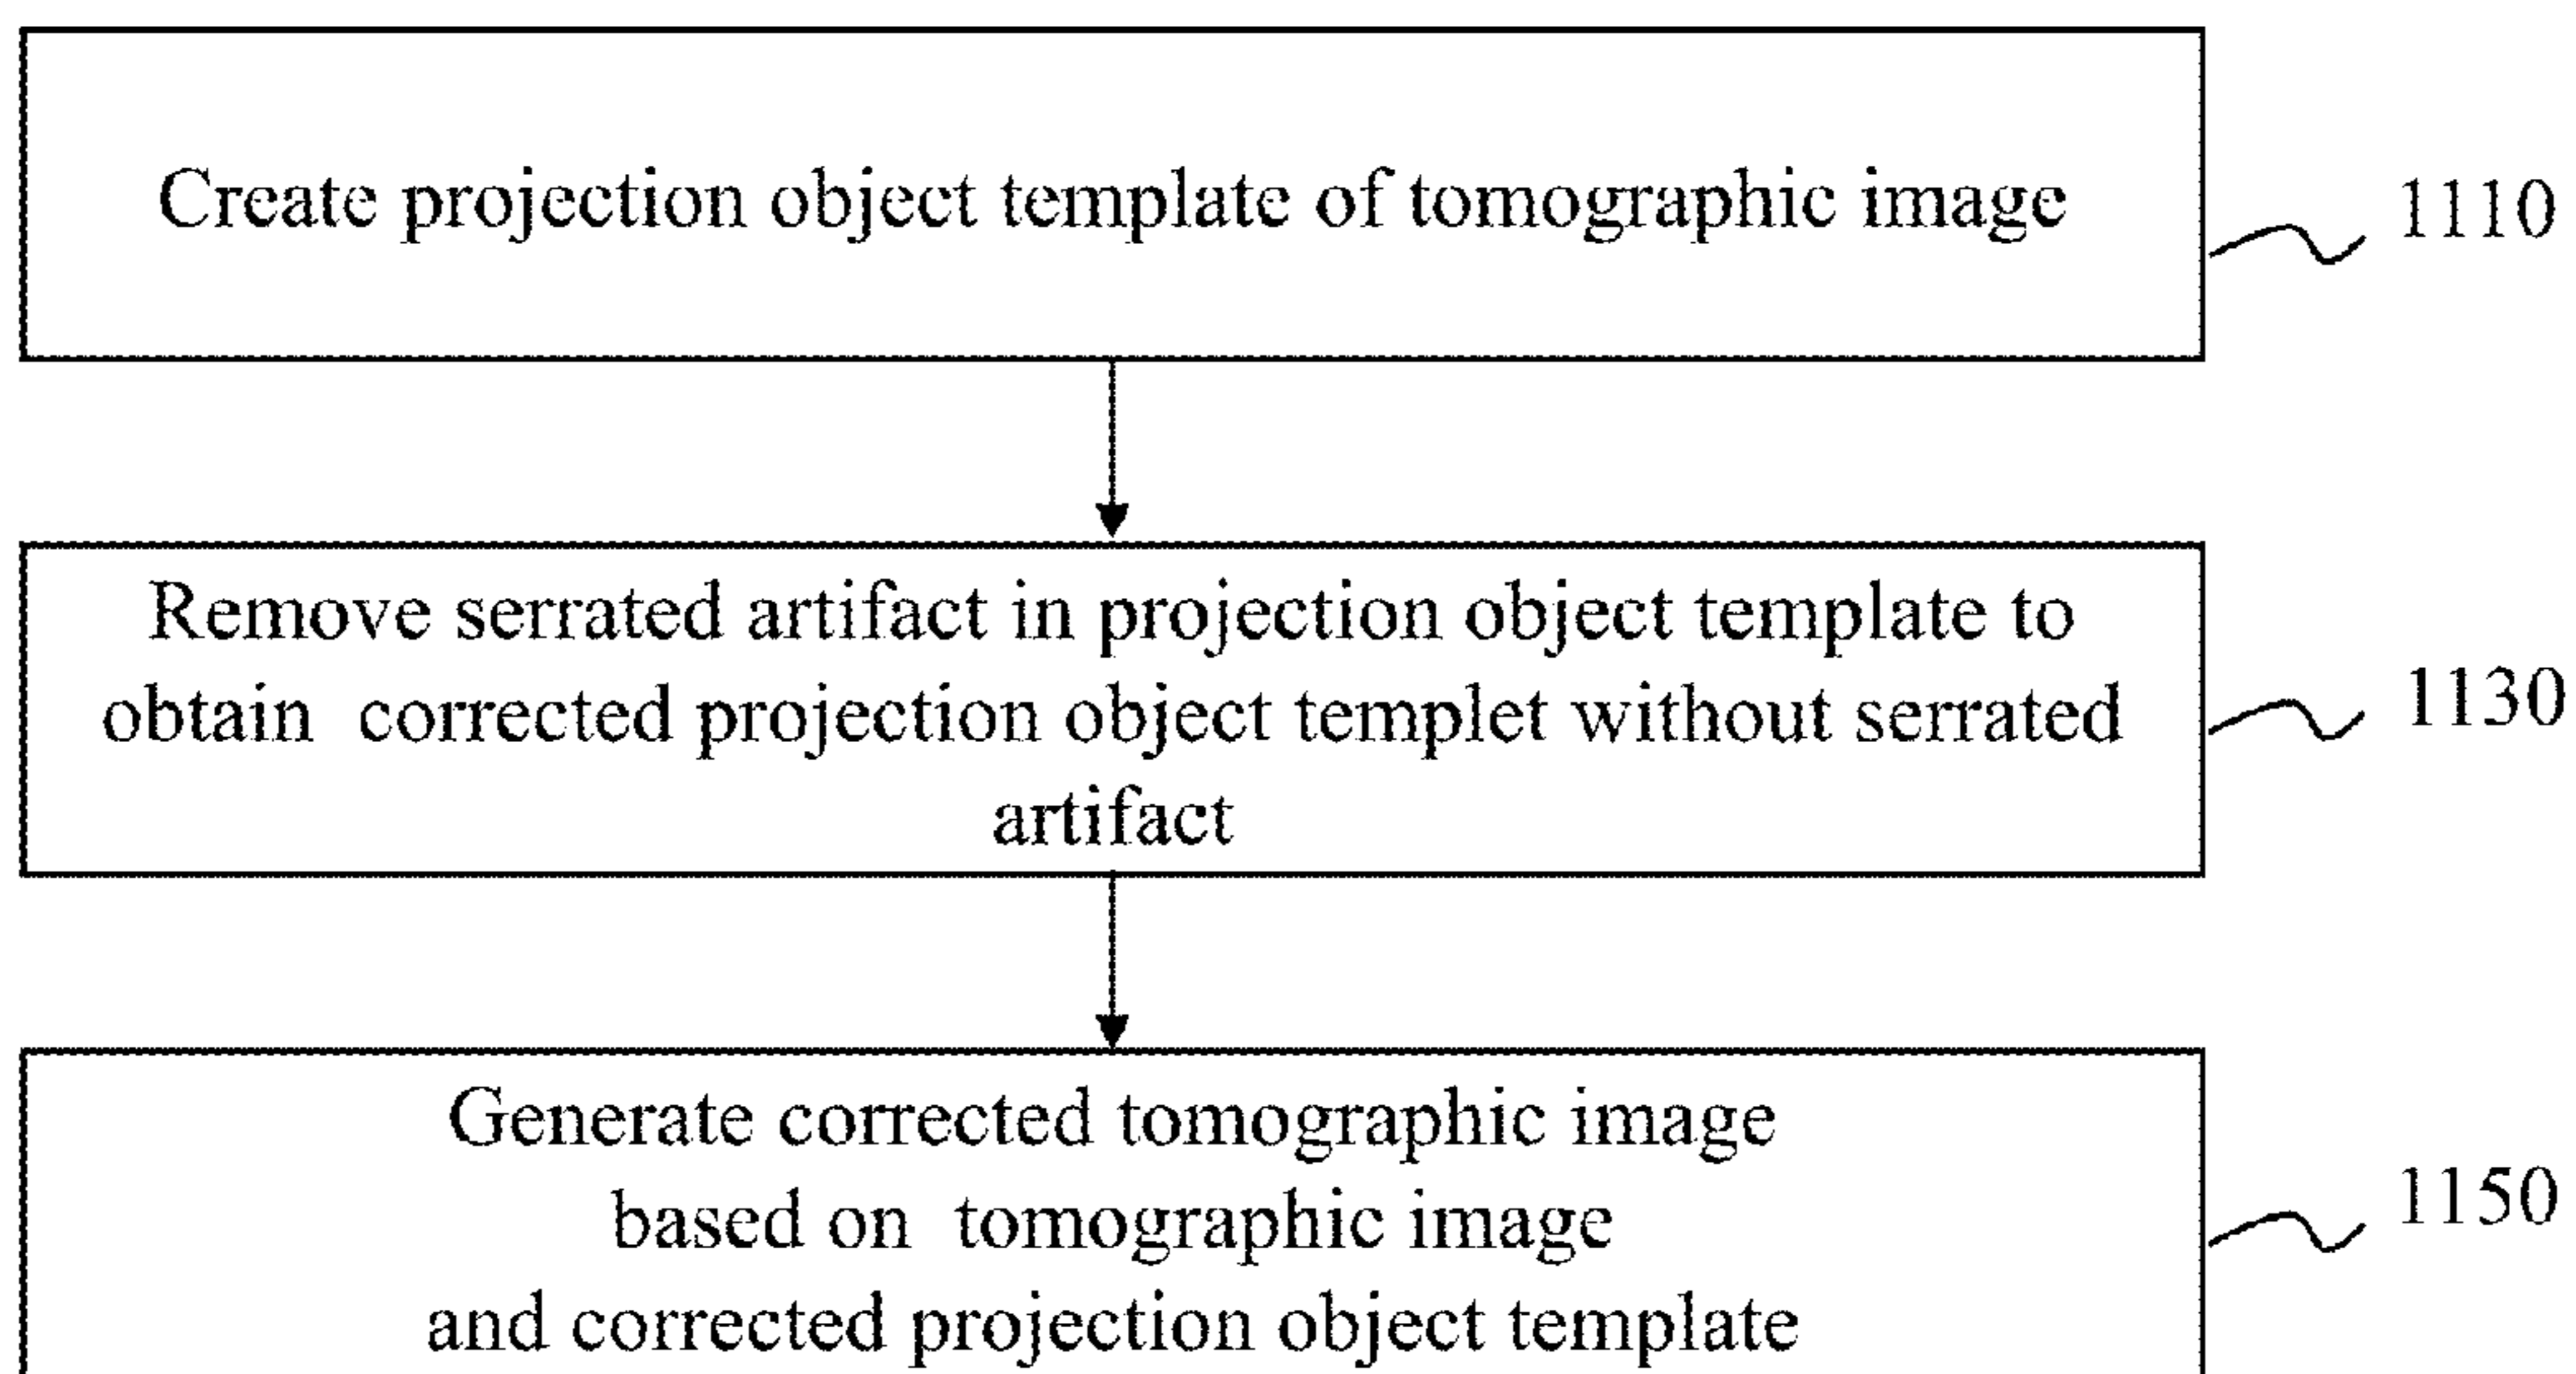 Create projection object template of tomographic image
1110
Remove serrated artifact in projection object template to
obtain corrected projection object templet without serrated
artifact
1130
Generate corrected tomographic image
based on tomographic image
and corrected projection object template
1150